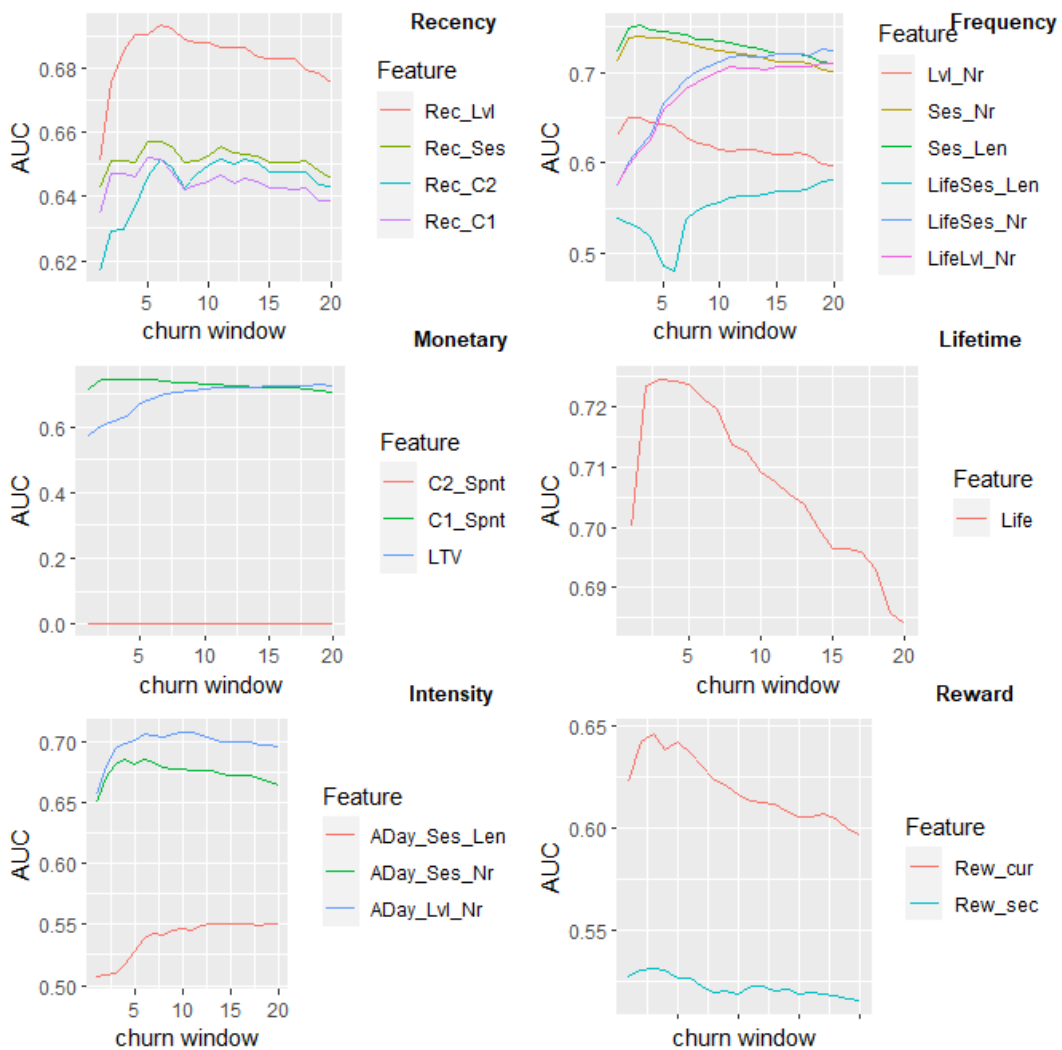 Recency
AUC
0.68
0.66
0.64
0.62
5
10
15
20
churn window
Feature
Rec_Lvl
Rec_Ses
Rec_C2
Rec_C1
Frequency
AUC
0.7
0.6
0.5
5
10
15
20
churn window
Feature
Lvl_Nr
Ses_Nr
Ses_Len
LifeSes_Len
LifeSes_Nr
LifeLvl_Nr
Monetary
AUC
0.6
0.4
0.2
0.0
5
10
15
20
churn window
Feature
C2_Spnt
C1_Spnt
LTV
Lifetime
AUC
0.72
0.71
0.70
0.69
5
10
15
20
churn window
Feature
Life
Intensity
AUC
0.70
0.65
0.60
0.55
0.50
5
10
15
20
churn window
Feature
ADay_Ses_Len
ADay_Ses_Nr
ADay_Lvl_Nr
Reward
AUC
0.65
0.60
0.55
churn window
Feature
Rew_cur
Rew_sec